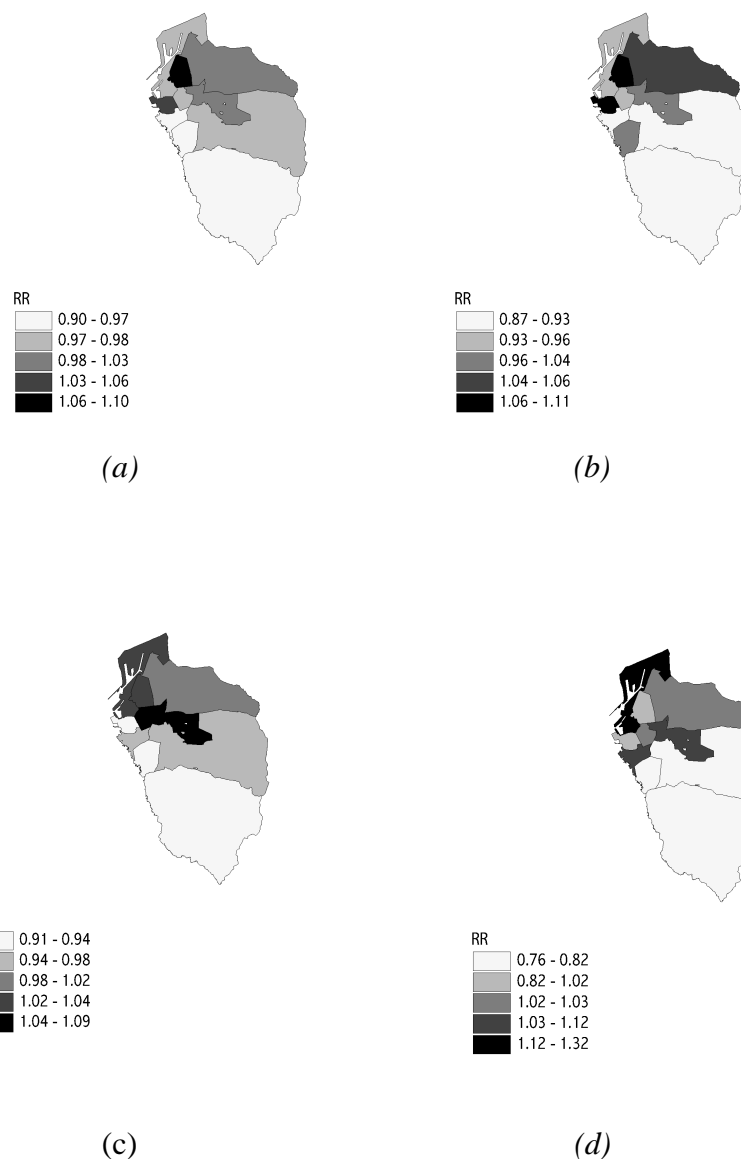 RR
0.90 - 0.97
0.97 - 0.98
0.98 - 1.03
1.03 - 1.06
1.06 - 1.10
(a)
RR
0.87 - 0.93
0.93 - 0.96
0.96 - 1.04
1.04 - 1.06
1.06 - 1.11
(b)
0.91 - 0.94
0.94 - 0.98
0.98 - 1.02
1.02 - 1.04
1.04 - 1.09
(c)
RR
0.76 - 0.82
0.82 - 1.02
1.02 - 1.03
1.03 - 1.12
1.12 - 1.32
(d)